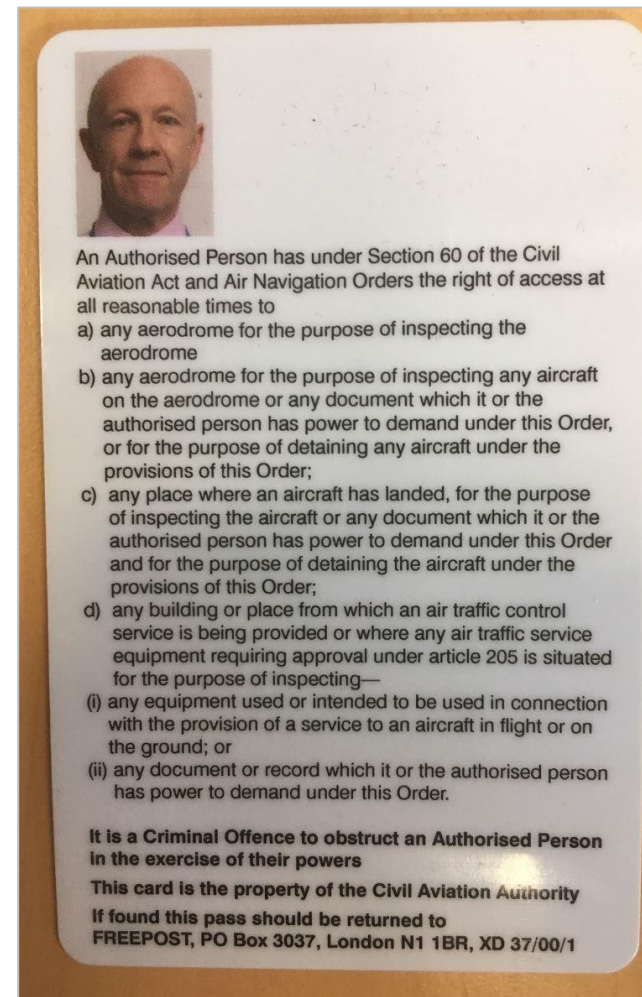 An Authorised Person has under Section 60 of the Civil
Aviation Act and Air Navigation Orders the right of access at
all reasonable times to
a) any aerodrome for the purpose of inspecting the
aerodrome
b) any aerodrome for the purpose of inspecting any aircraft
on the aerodrome or any document which it or the
authorised person has power to demand under this Order,
or for the purpose of detaining any aircraft under the
provisions of this Order;
c) any place where an aircraft has landed, for the purpose
of inspecting the aircraft or any document which it or the
authorised person has power to demand under this Order
and for the purpose of detaining the aircraft under the
provisions of this Order;
d) any building or place from which an air traffic control
service is being provided or where any air traffic service
equipment requiring approval under article 205 is situated
for the purpose of inspecting—
(i) any equipment used or intended to be used in connection
with the provision of a service to an aircraft in flight or on
the ground; or
(ii) any document or record which it or the authorised person
has power to demand under this Order.
It is a Criminal Offence to obstruct an Authorised Person
in the exercise of their powers
This card is the property of the Civil Aviation Authority
If found this pass should be returned to
FREEPOST, PO Box 3037, London N1 1BR, XD 37/00/1